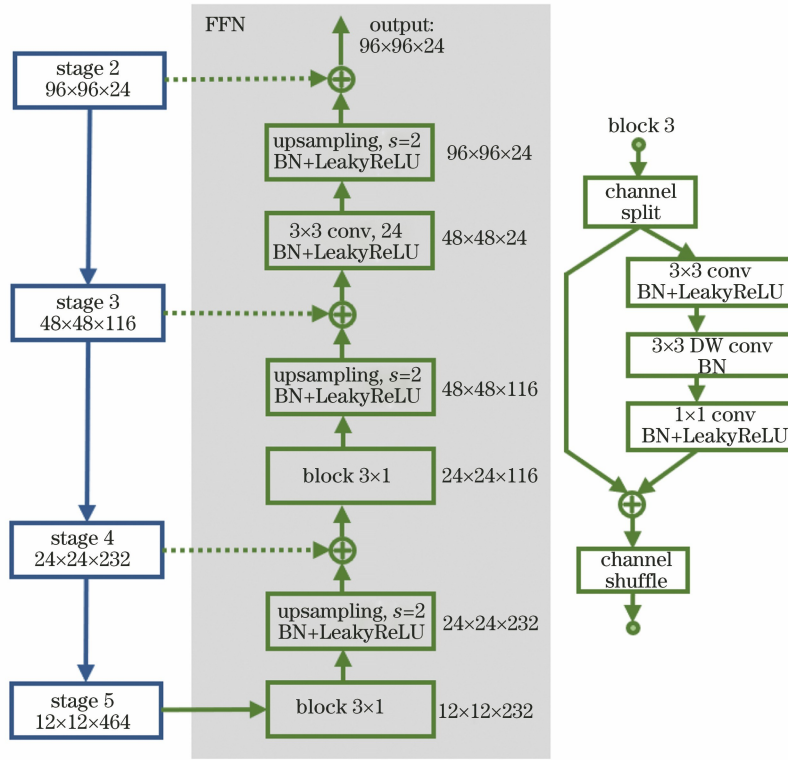 FFN
output:
96×96×24
stage 2
96×96×24
upsampling, s=2
BN+LeakyReLU
96×96×24
3×3 conv, 24
BN+LeakyReLU
48×48×24
stage 3
48×48×116
upsampling, s=2
BN+LeakyReLU
48×48×116
block 3×1
24×24×116
stage 4
24×24×232
upsampling, s=2
BN+LeakyReLU
24×24×232
stage 5
12×12×464
block 3×1
12×12×232
block 3
channel
split
3×3 conv
BN+LeakyReLU
3×3 DW conv
BN
1×1 conv
BN+LeakyReLU
channel
shuffle